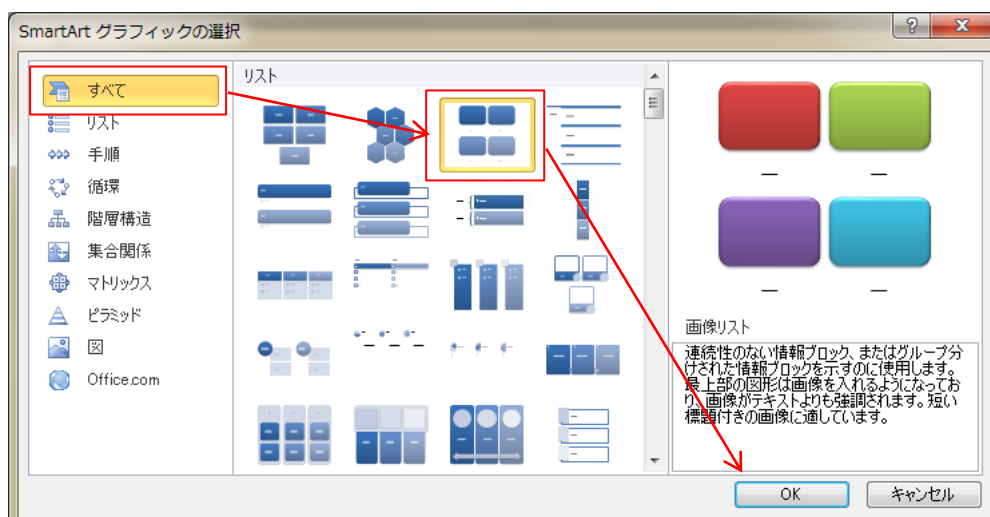 SmartArt グラフィックの選択
すべて
リスト
手順
循環
階層構造
集合関係
マトリックス
ピラミッド
図
Office.com
リスト
画像リスト
連続性のない情報ブロック、またはグループ分
けされた情報ブロックを示すのに使用します。
最上部の図形は画像を入れるようになってお
り、画像がテキストよりも強調されます。短い
標題付きの画像に適しています。
OK
キャンセル